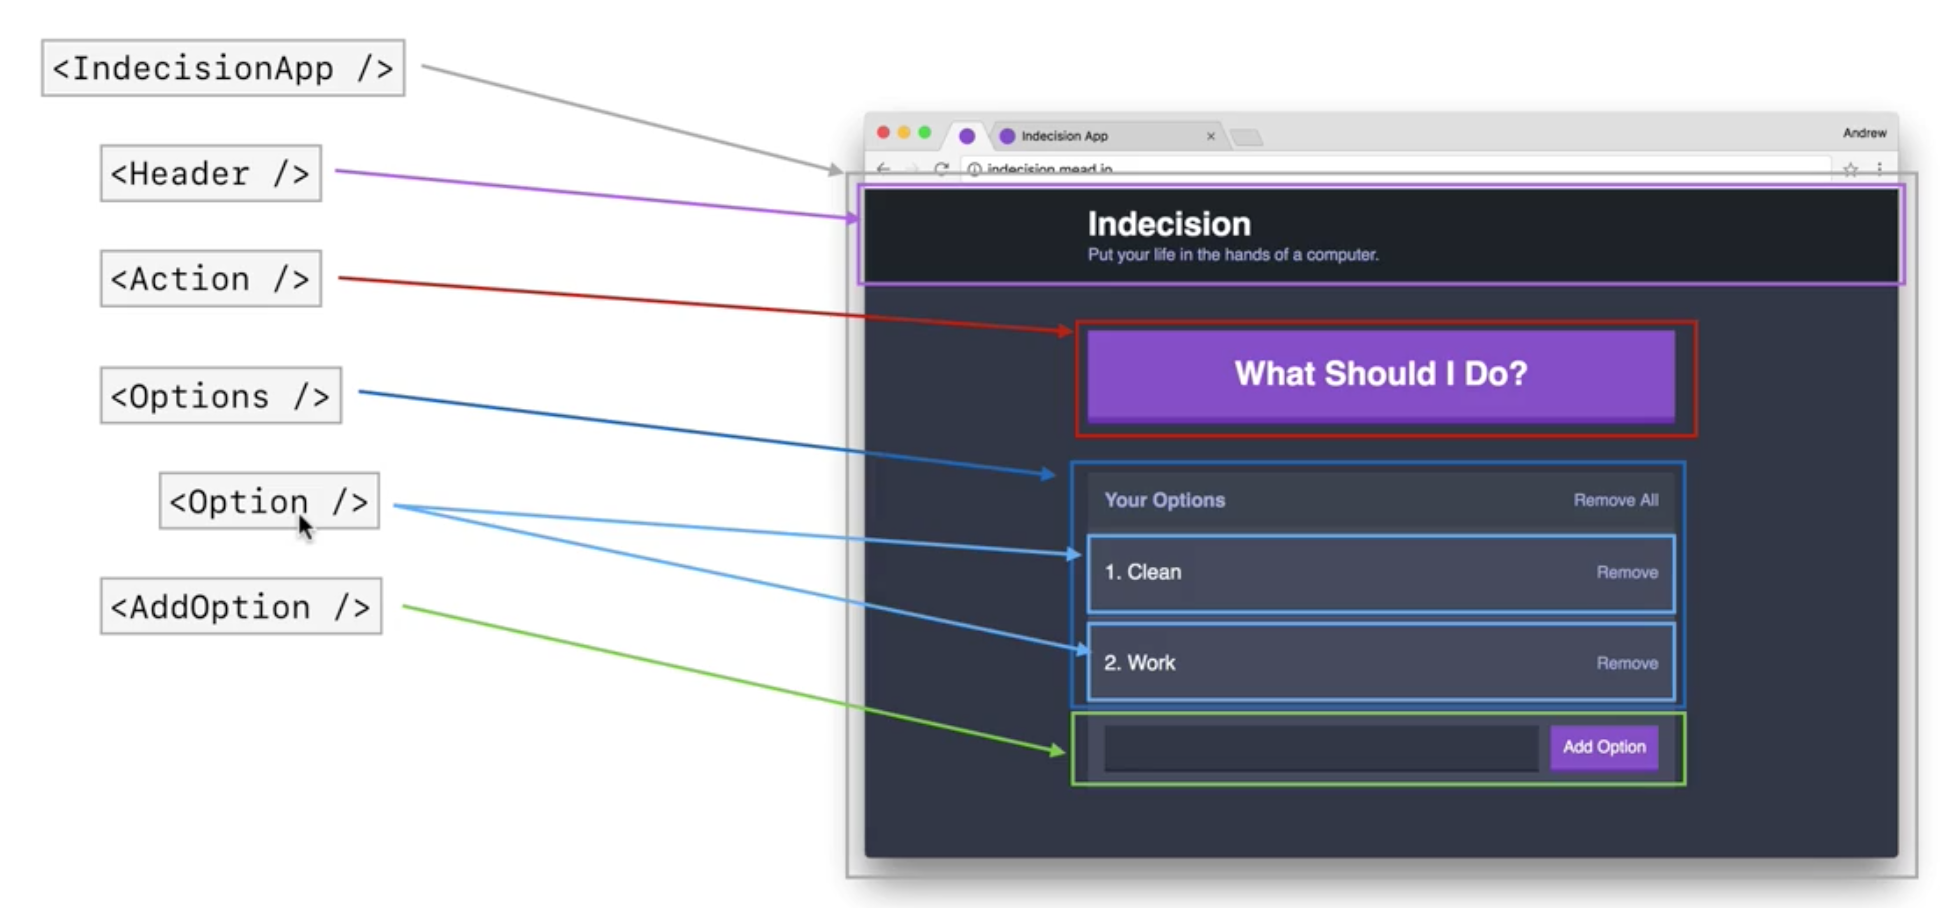 <IndecisionApp />
<Header />
<Action />
<Options />
<Option />
<AddOption />
Indecision App
Andrew
indecision.mead.io
Indecision
Put your life in the hands of a computer.
What Should I Do?
Your Options Remove All
1. Clean Remove
2. Work Remove
Add Option